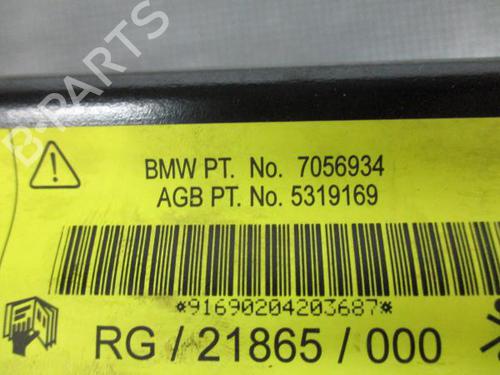 B-PARTS
BMW PT. No. 7056934
AGB PT. No. 5319169
*91690204203687*
RG / 21865 / 000